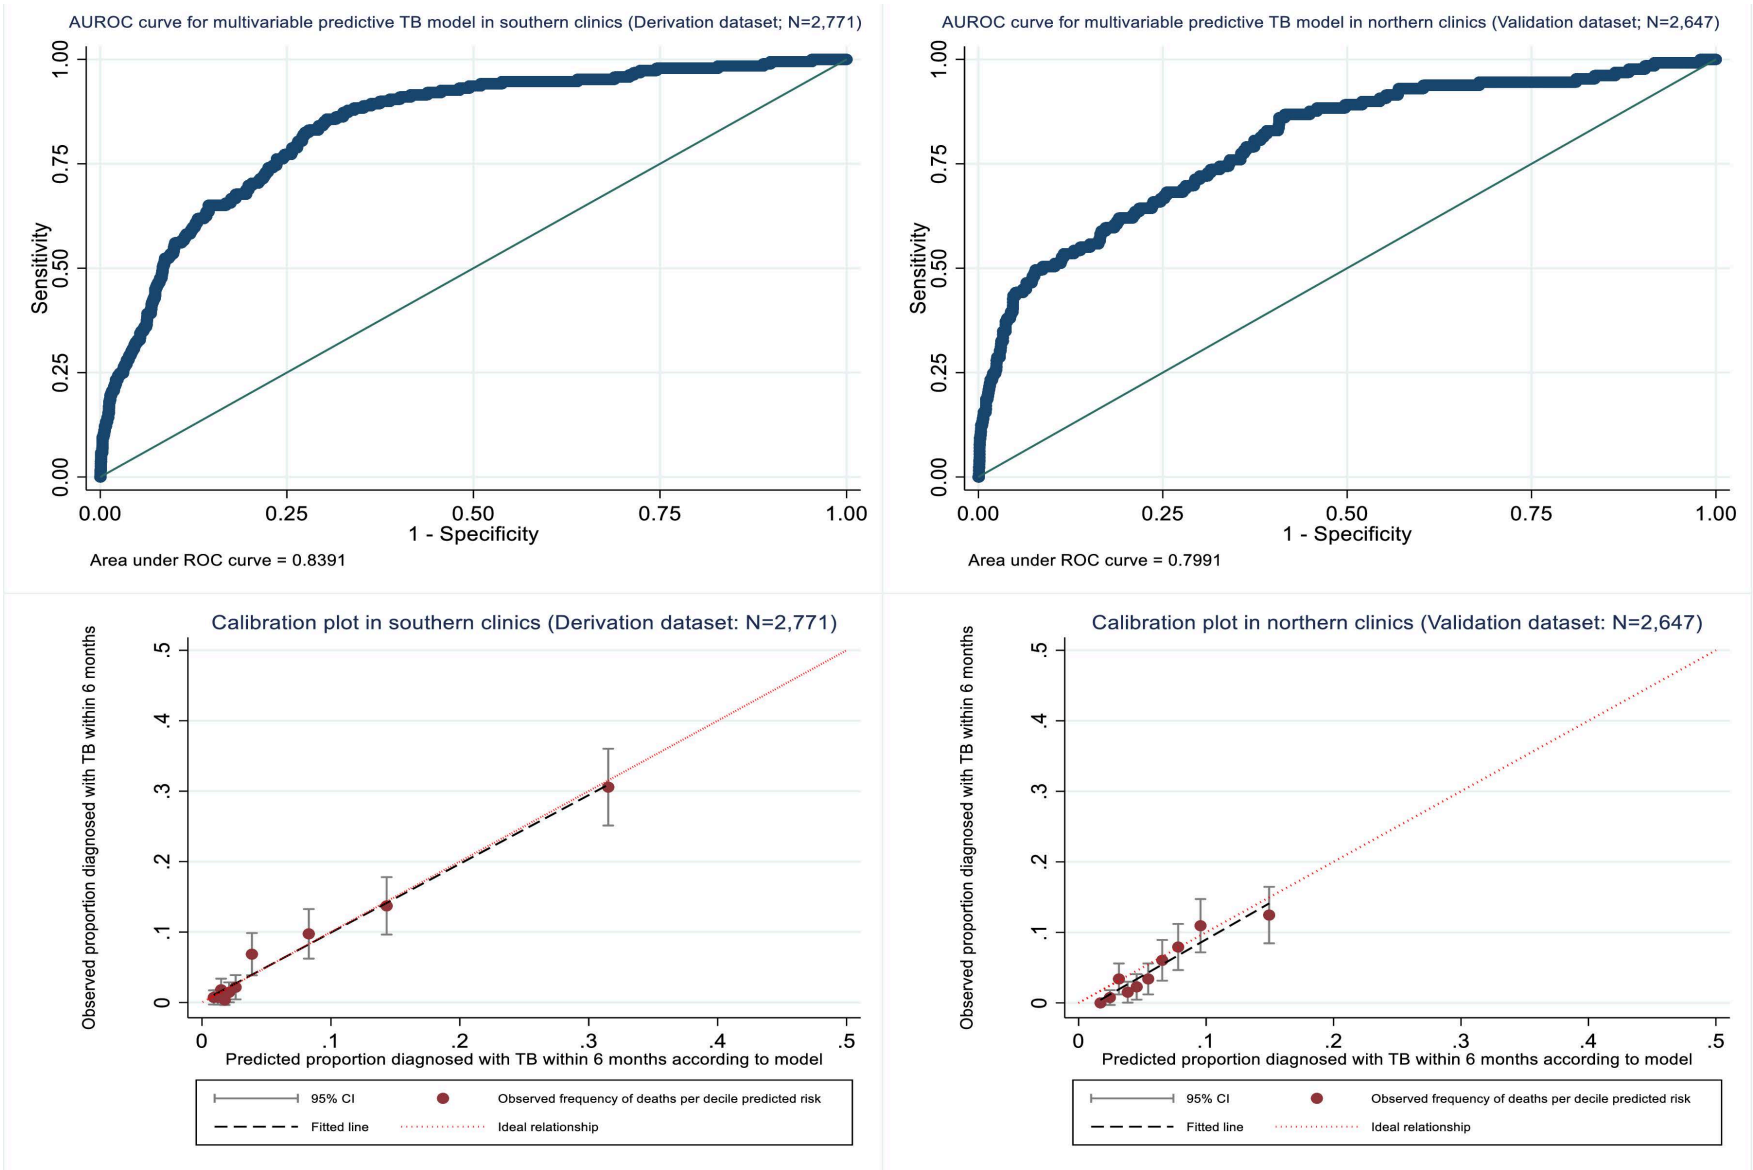 AUROC curve for multivariable predictive TB model in southern clinics (Derivation dataset; N=2,771)
Sensitivity
1.00
0.75
0.50
0.25
0.00
0.00 0.25 0.50 0.75 1.00
1 - Specificity
Area under ROC curve = 0.8391
AUROC curve for multivariable predictive TB model in northern clinics (Validation dataset; N=2,647)
Sensitivity
1.00
0.75
0.50
0.25
0.00
0.00 0.25 0.50 0.75 1.00
1 - Specificity
Area under ROC curve = 0.7991
Calibration plot in southern clinics (Derivation dataset: N=2,771)
Observed proportion diagnosed with TB within 6 months
.5
.4
.3
.2
.1
0
0 .1 .2 .3 .4 .5
Predicted proportion diagnosed with TB within 6 months according to model
95% CI Observed frequency of deaths per decile predicted risk
Fitted line Ideal relationship
Calibration plot in northern clinics (Validation dataset: N=2,647)
Observed proportion diagnosed with TB within 6 months
.5
.4
.3
.2
.1
0
0 .1 .2 .3 .4 .5
Predicted proportion diagnosed with TB within 6 months according to model
95% CI Observed frequency of deaths per decile predicted risk
Fitted line Ideal relationship